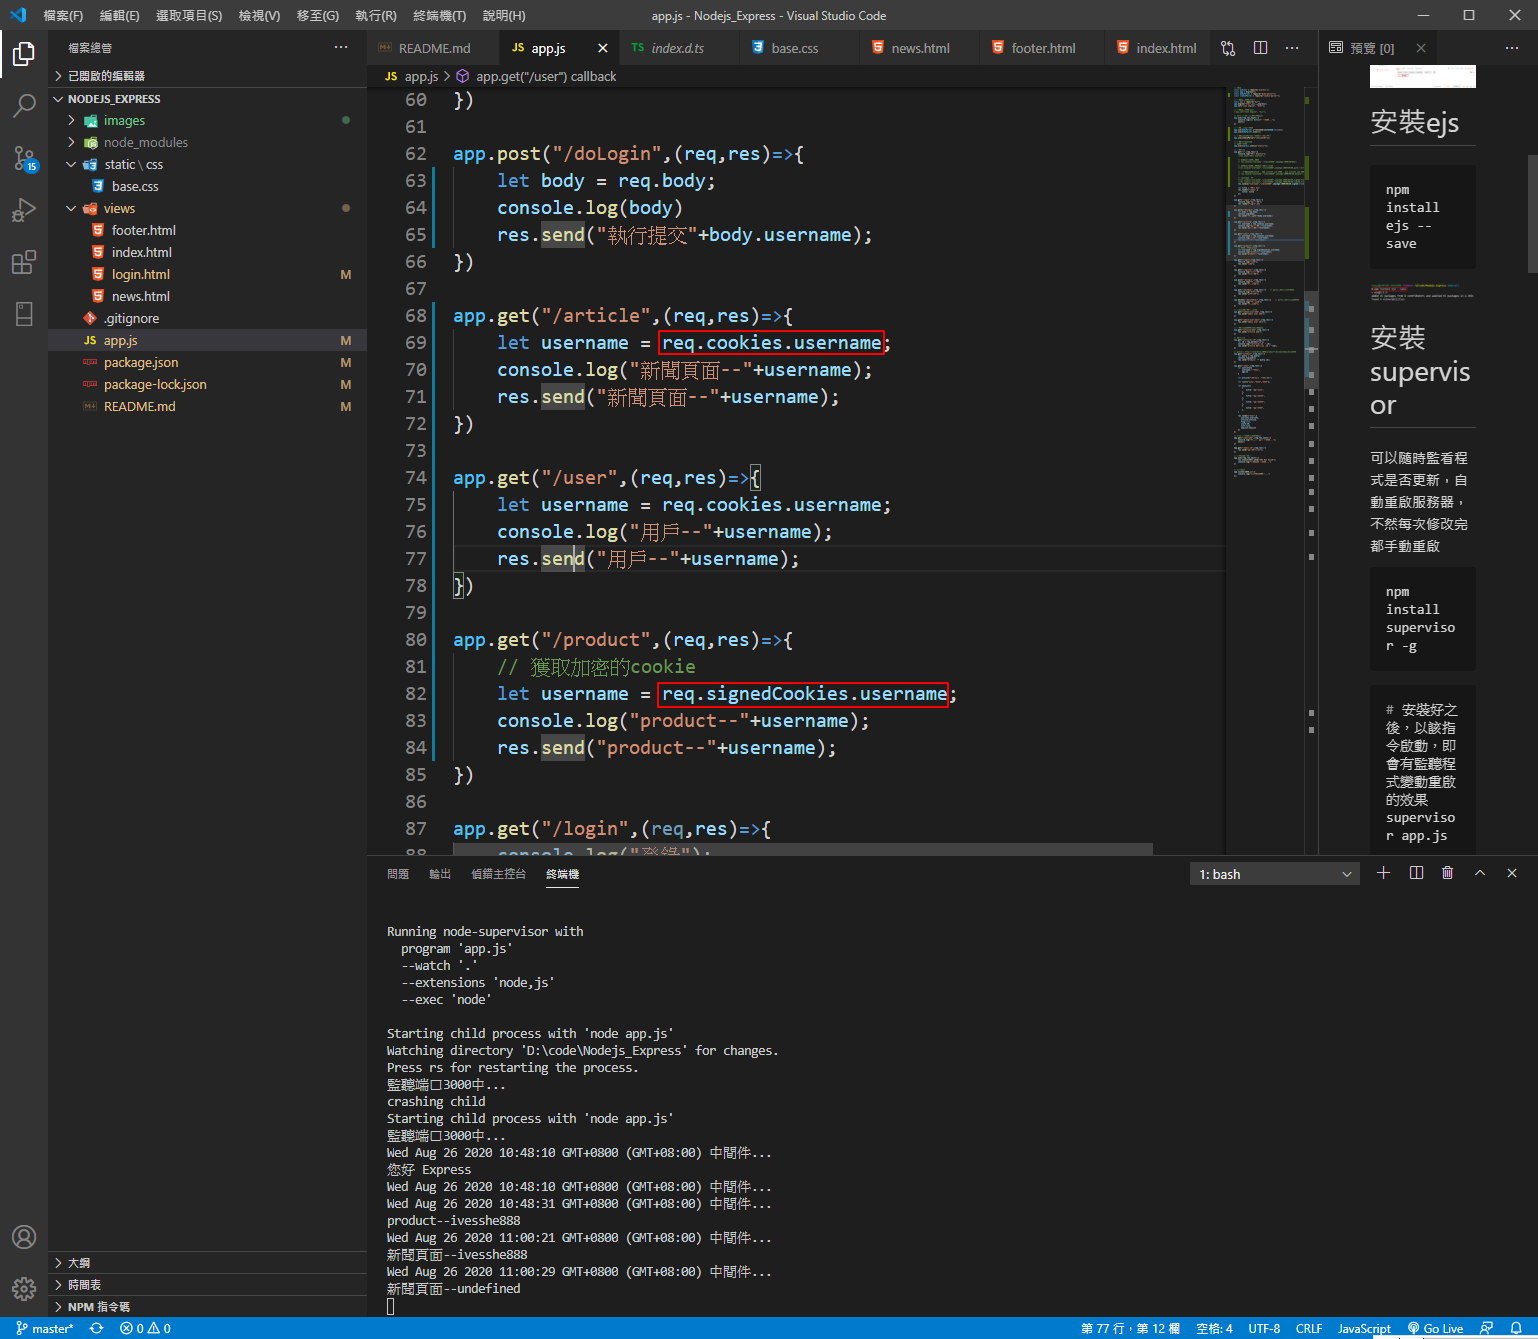 檔案(F) 編輯(E) 選取項目(S) 檢視(V) 移至(G) 執行(R) 終端機(T) 說明(H) app.js - Nodejs_Express - Visual Studio Code
檔案總管 ···
README.md JS app.js TS index.d.ts base.css news.html footer.html index.html ··· 預覽 [0] ···
JS app.js app.get("/user") callback
已開啟的編輯器
NODEJS_EXPRESS
images
node_modules
static \ css
base.css
views
footer.html
index.html
login.html M
news.html
.gitignore
JS app.js M
package.json M
package-lock.json M
README.md M
大綱
時間表
NPM 指令碼
15
60 })
61
62 app.post("/doLogin",(req,res)=>{
63 let body = req.body;
64 console.log(body)
65 res.send("執行提交"+body.username);
66 })
67
68 app.get("/article",(req,res)=>{
69 let username = req.cookies.username;
70 console.log("新聞頁面--"+username);
71 res.send("新聞頁面--"+username);
72 })
73
74 app.get("/user",(req,res)=>{
75 let username = req.cookies.username;
76 console.log("用戶--"+username);
77 res.send("用戶--"+username);
78 })
79
80 app.get("/product",(req,res)=>{
81 // 獲取加密的cookie
82 let username = req.signedCookies.username;
83 console.log("product--"+username);
84 res.send("product--"+username);
85 })
86
87 app.get("/login",(req,res)=>{
88 console.log("登錄");
安裝ejs
npm
install
ejs --
save
安裝
supervis
or
可以隨時監看程
式是否更新，自
動重啟服務器，
不然每次修改完
都手動重啟
npm
install
superviso
r -g
# 安裝好之
後，以該指
令啟動，即
會有監聽程
式變動重啟
的效果
superviso
r app.js
問題 輸出 偵錯主控台 終端機 1: bash
Running node-supervisor with
program 'app.js'
--watch '.'
--extensions 'node,js'
--exec 'node'
Starting child process with 'node app.js'
Watching directory 'D:\code\Nodejs_Express' for changes.
Press rs for restarting the process.
監聽端口3000中...
crashing child
Starting child process with 'node app.js'
監聽端口3000中...
Wed Aug 26 2020 10:48:10 GMT+0800 (GMT+08:00) 中間件...
您好 Express
Wed Aug 26 2020 10:48:10 GMT+0800 (GMT+08:00) 中間件...
Wed Aug 26 2020 10:48:31 GMT+0800 (GMT+08:00) 中間件...
product--ivesshe888
Wed Aug 26 2020 11:00:21 GMT+0800 (GMT+08:00) 中間件...
新聞頁面--ivesshe888
Wed Aug 26 2020 11:00:29 GMT+0800 (GMT+08:00) 中間件...
新聞頁面--undefined
master* 0 0 第 77 行，第 12 欄 空格: 4 UTF-8 CRLF JavaScript Go Live